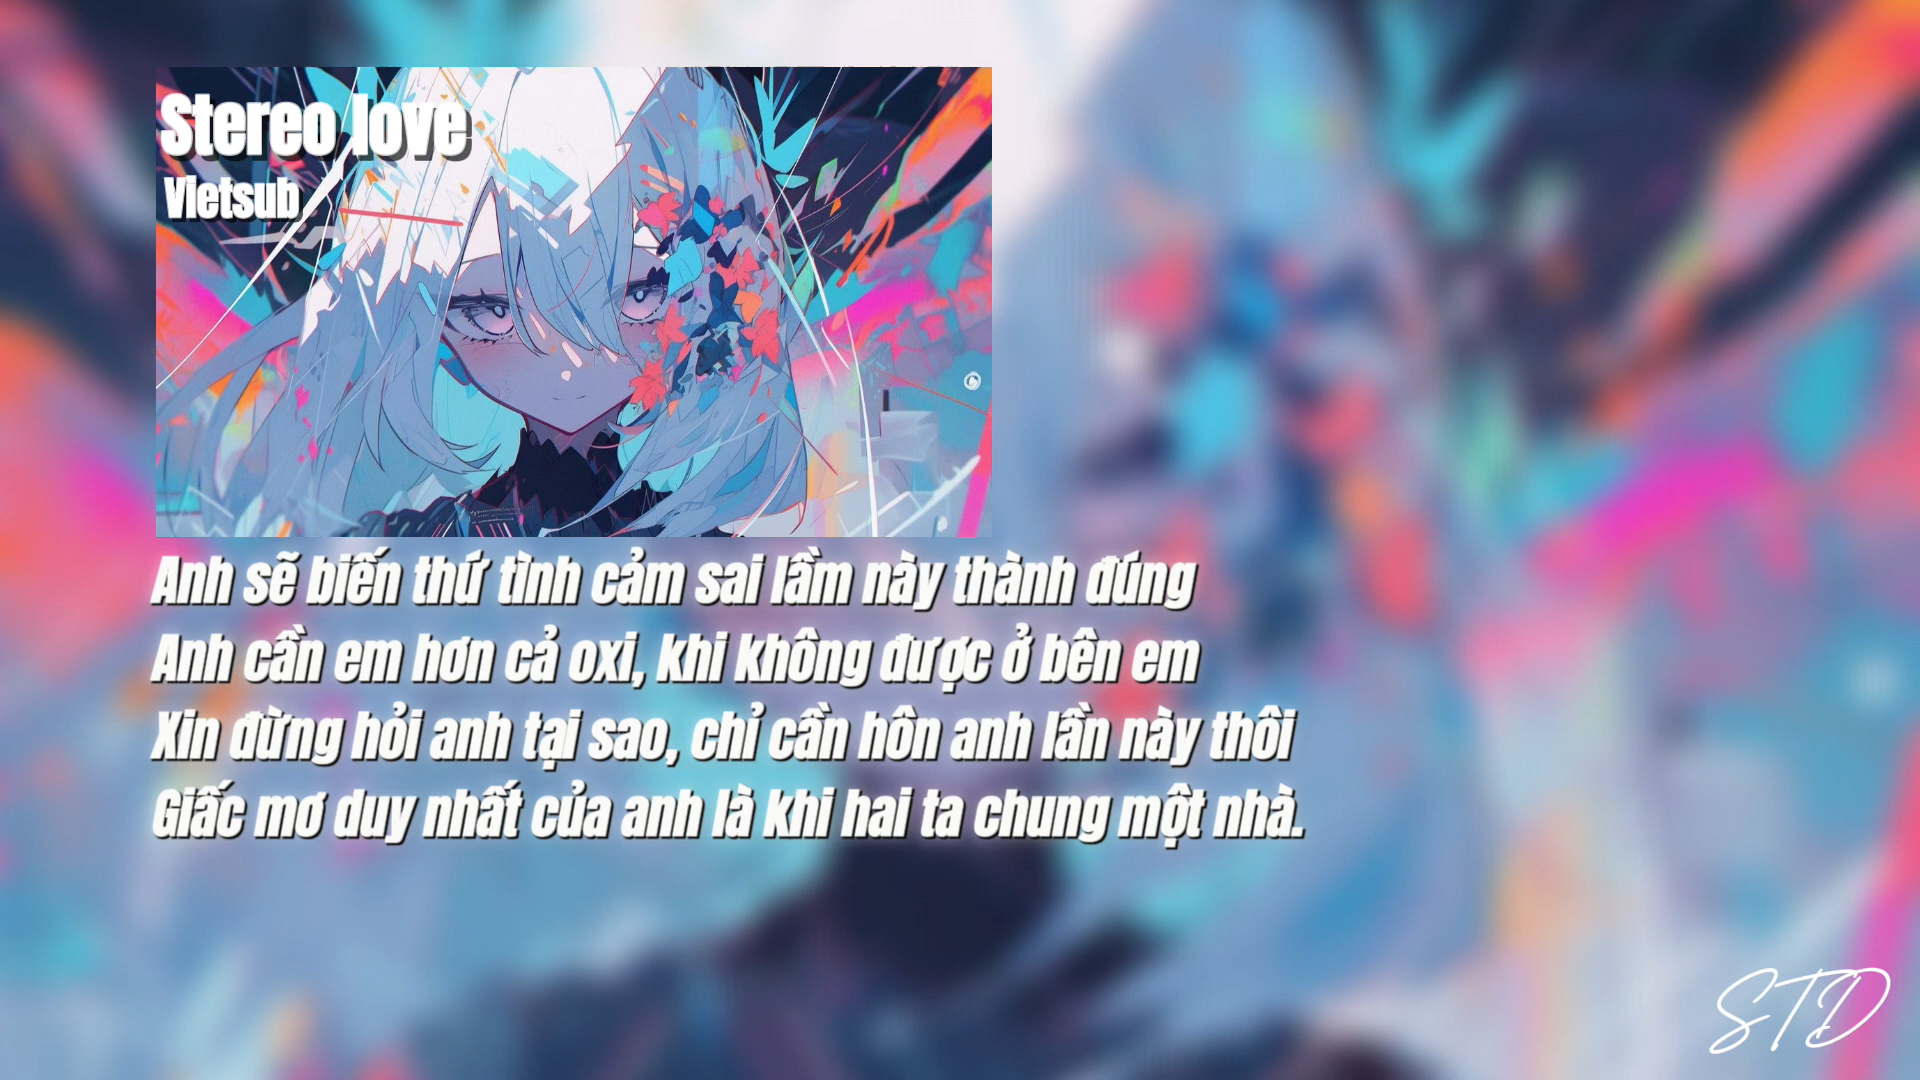 Stereo love
Vietsub
Anh sẽ biến thứ tình cảm sai lầm này thành đúng
Anh cần em hơn cả oxi, khi không được ở bên em
Xin đừng hỏi anh tại sao, chỉ cần hôn anh lần này thôi
Giấc mơ duy nhất của anh là khi hai ta chung một nhà.
STD